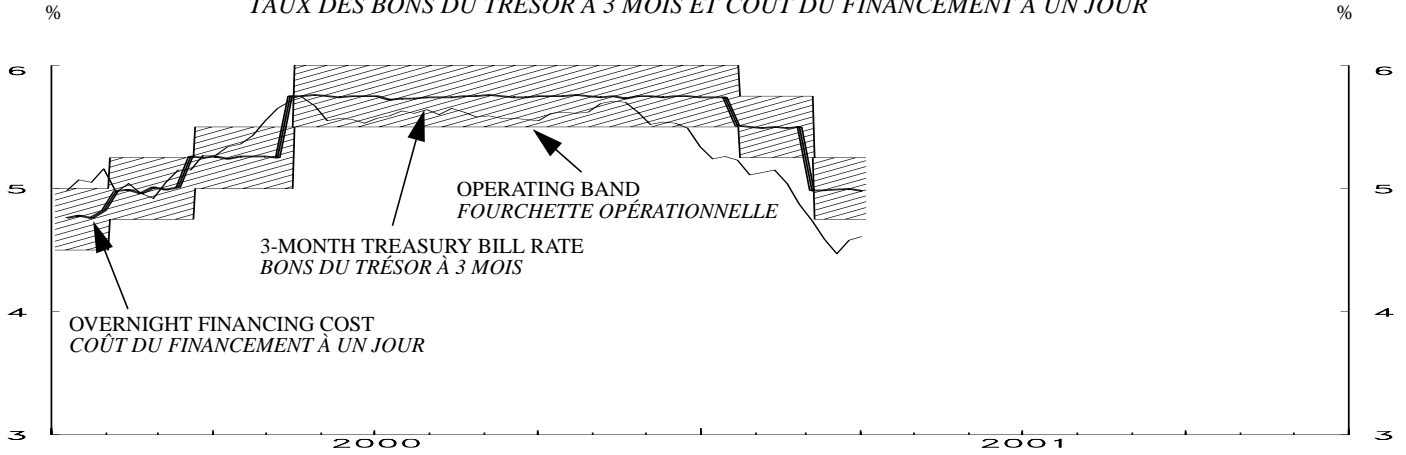 TAUX DES BONS DU TRÉSOR À 3 MOIS ET COÛT DU FINANCEMENT À UN JOUR
% %
6 6
5 5
OPERATING BAND
FOURCHETTE OPÉRATIONNELLE
3-MONTH TREASURY BILL RATE
BONS DU TRÉSOR À 3 MOIS
4 4
OVERNIGHT FINANCING COST
COÛT DU FINANCEMENT À UN JOUR
3 3
2000 2001